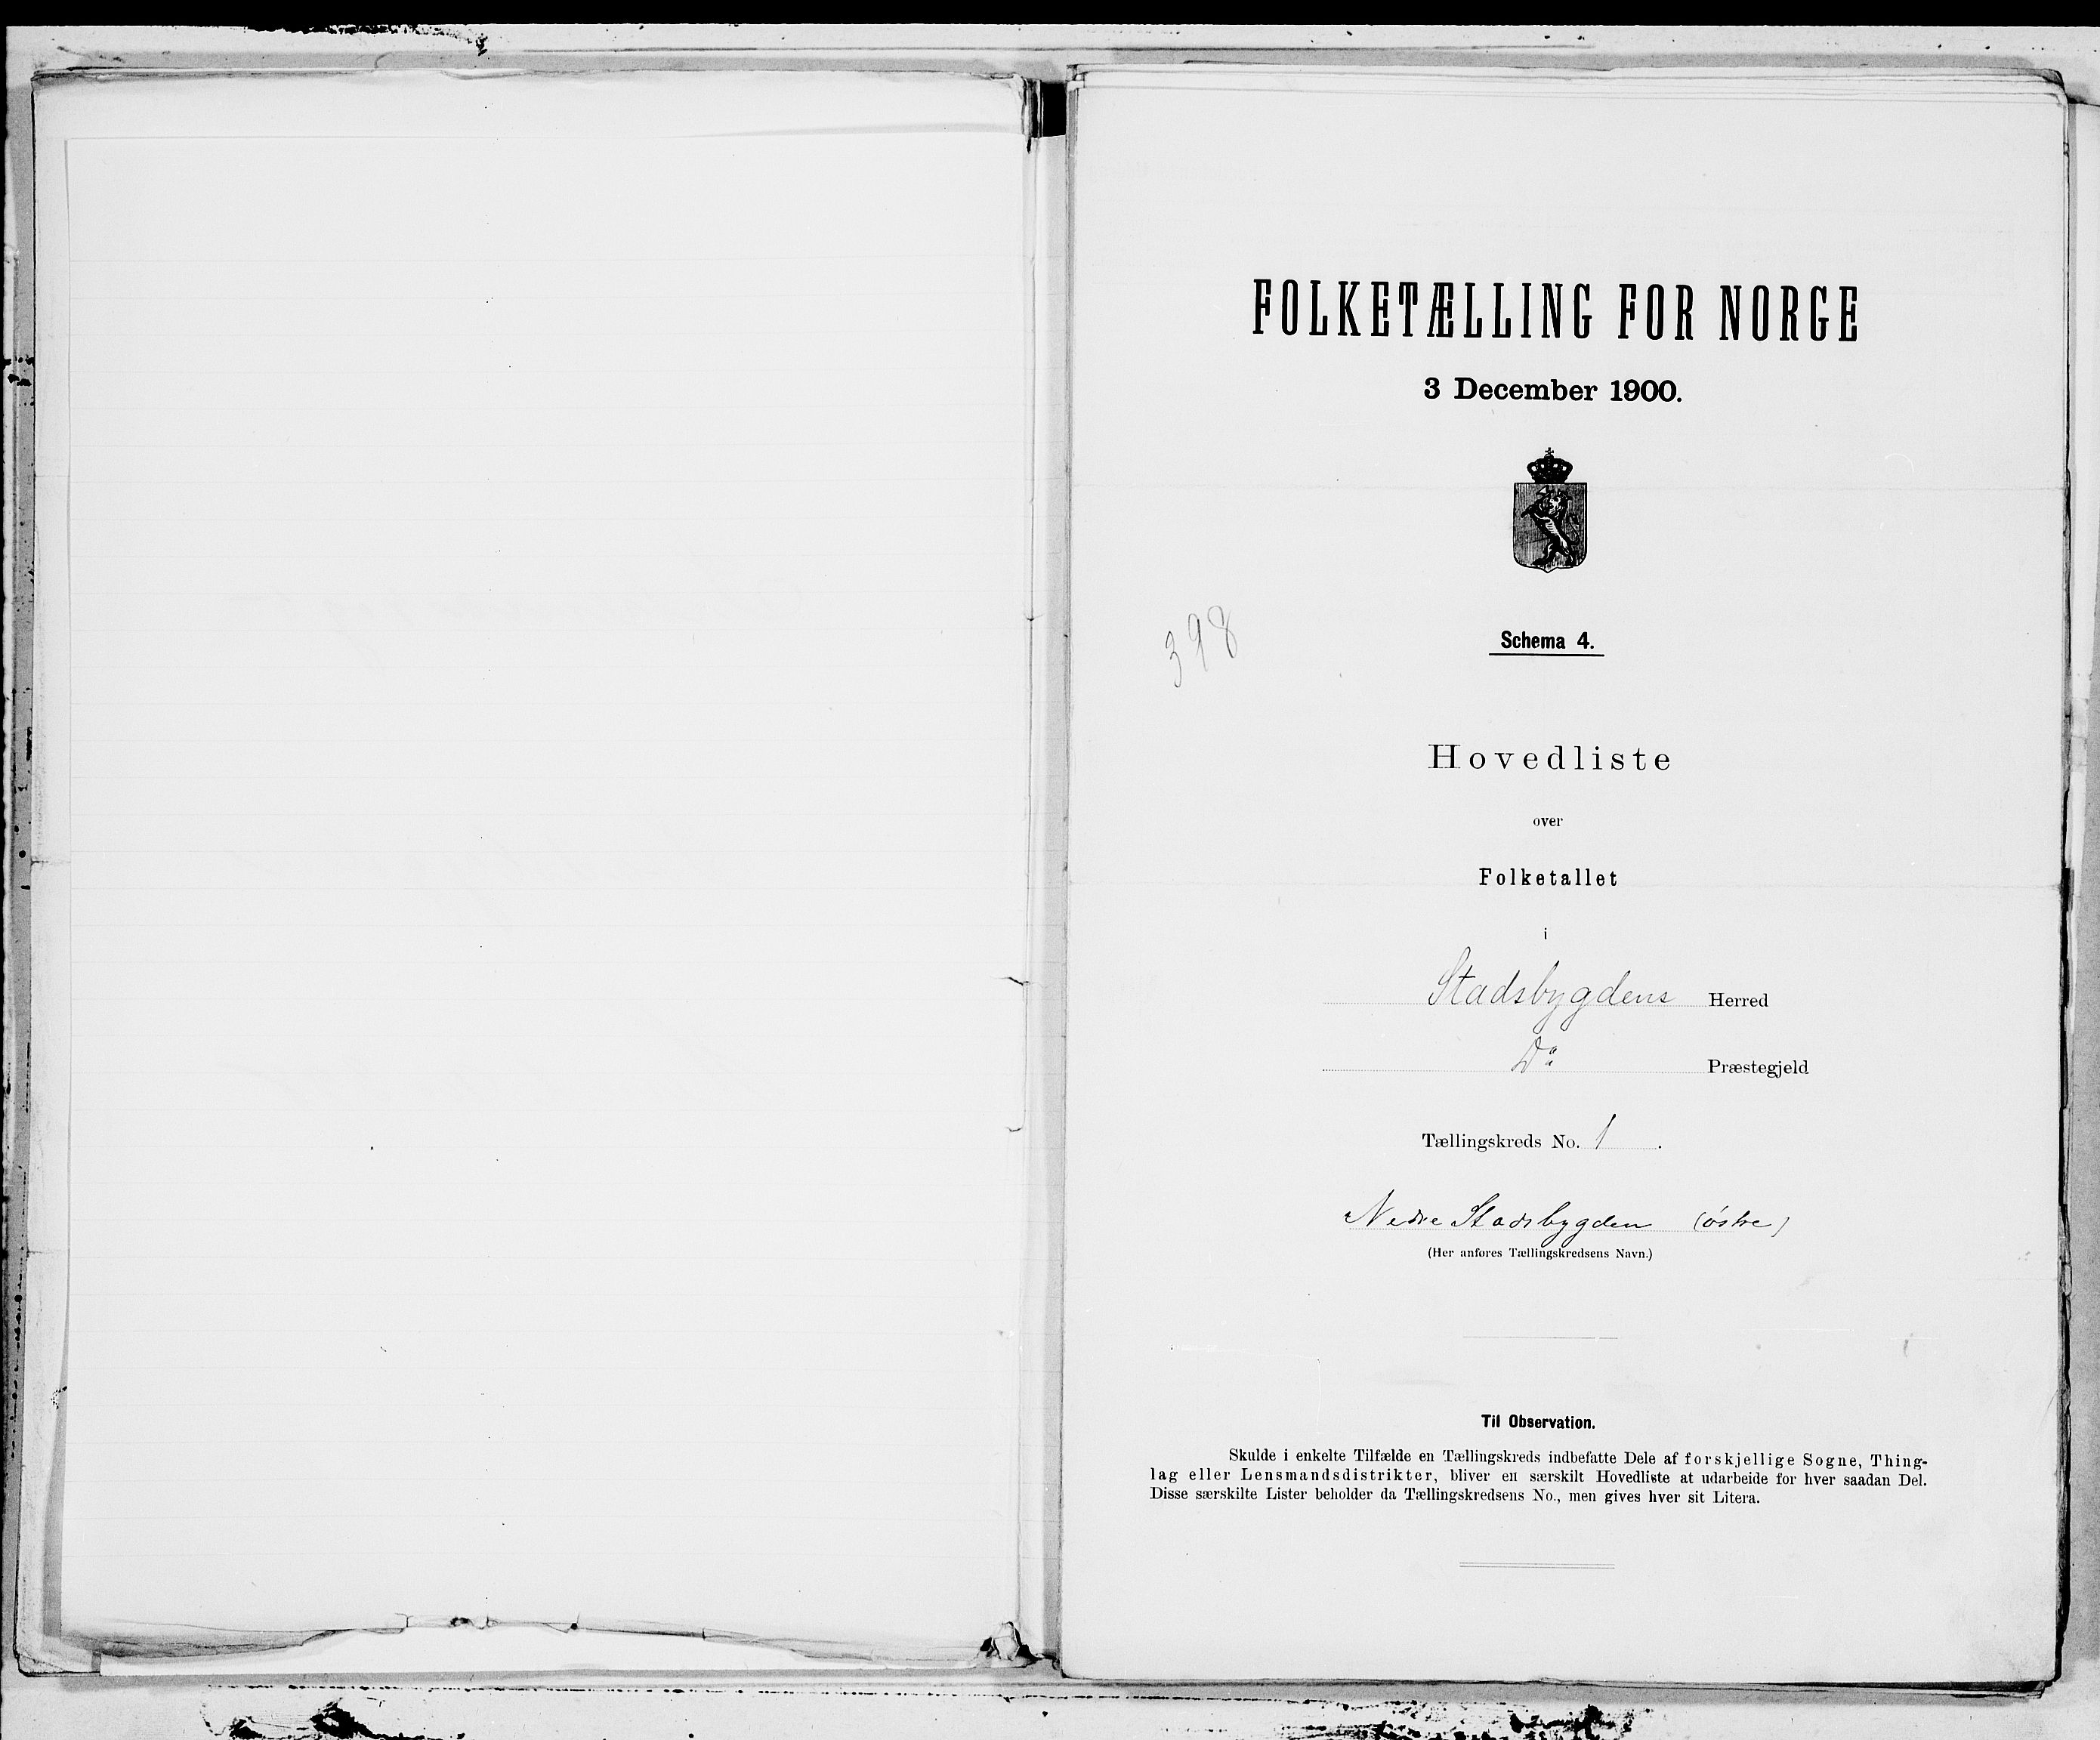 FOLKETÆLLING FOR NORGE
3 December 1900.
398
Schema 4.
Hovedliste
over
Folketallet
i
Stadsbygdens Herred
Do Præstegjeld
Tællingskreds No. 1.
Nedre Stadsbygden (østre)
(Her anføres Tællingskredsens Navn.)
Til Observation.
Skulde i enkelte Tilfælde en Tællingskreds indbefatte Dele af forskjellige Sogne, Thing-
lag eller Lensmandsdistrikter, bliver en særskilt Hovedliste at udarbeide for hver saadan Del.
Disse særskilte Lister beholder da Tællingskredsens No., men gives hver sit Litera.